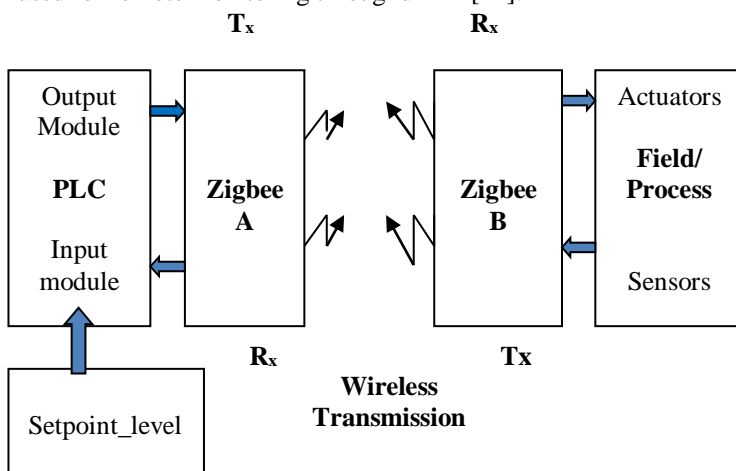 Tx
Rx
Output
Module
PLC
Input
module
Zigbee
A
Zigbee
B
Actuators
Field/
Process
Sensors
Rx
Tx
Wireless
Transmission
Setpoint_level